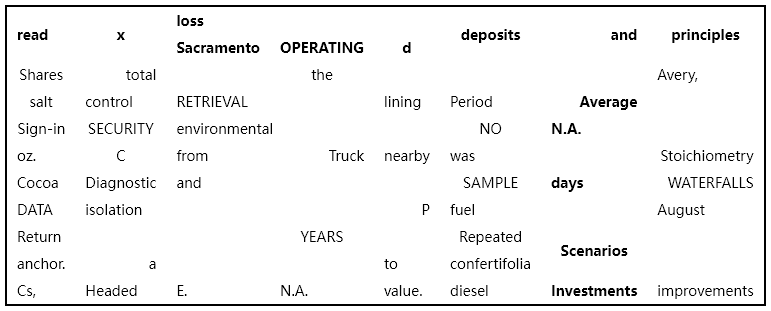 read x loss Sacramento OPERATING d deposits and principles
Shares total the Avery,
salt control RETRIEVAL lining Period Average
Sign-in SECURITY environmental NO N.A.
oz. C from Truck nearby was Stoichiometry
Cocoa Diagnostic and SAMPLE days WATERFALLS
DATA isolation P fuel August
Return YEARS Repeated Scenarios
anchor. a to confertifolia
Cs, Headed E. N.A. value. diesel Investments improvements